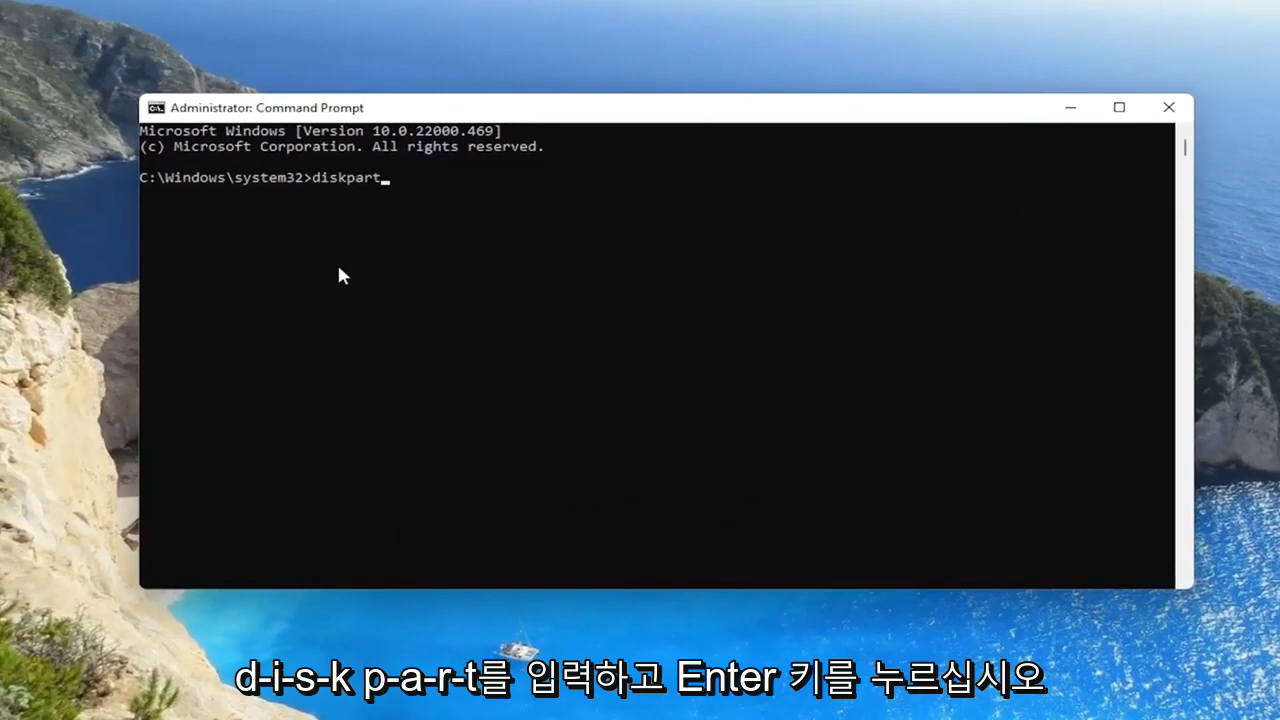 Administrator: Command Prompt
Microsoft Windows [Version 10.0.22000.469]
(c) Microsoft Corporation. All rights reserved.
C:\Windows\system32>diskpart
d-i-s-k p-a-r-t를 입력하고 Enter 키를 누르십시오